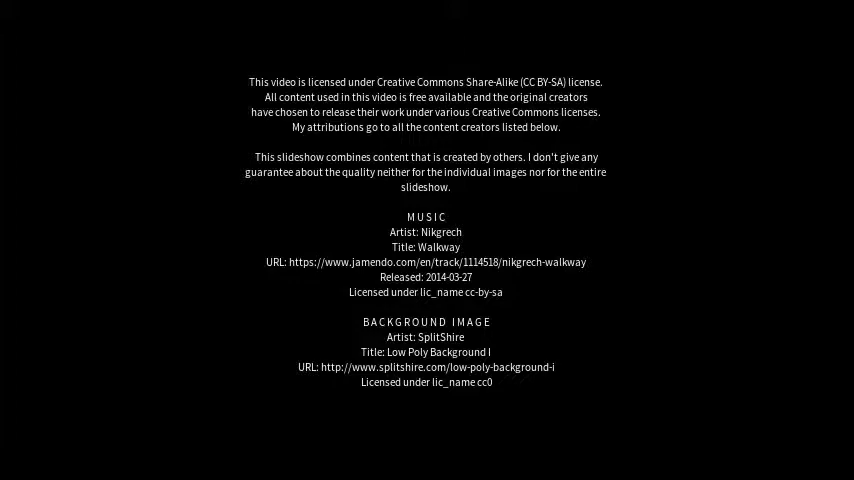 This video is licensed under Creative Commons Share-Alike (CC BY-SA) license.
All content used in this video is free available and the original creators
have chosen to release their work under various Creative Commons licenses.
My attributions go to all the content creators listed below.
This slideshow combines content that is created by others. I don't give any
guarantee about the quality neither for the individual images nor for the entire
slideshow.
MUSIC
Artist: Nikgrech
Title: Walkway
URL: https://www.jamendo.com/en/track/1114518/nikgrech-walkway
Released: 2014-03-27
Licensed under lic_name cc-by-sa
BACKGROUND IMAGE
Artist: SplitShire
Title: Low Poly Background I
URL: http://www.splitshire.com/low-poly-background-i
Licensed under lic_name cc0